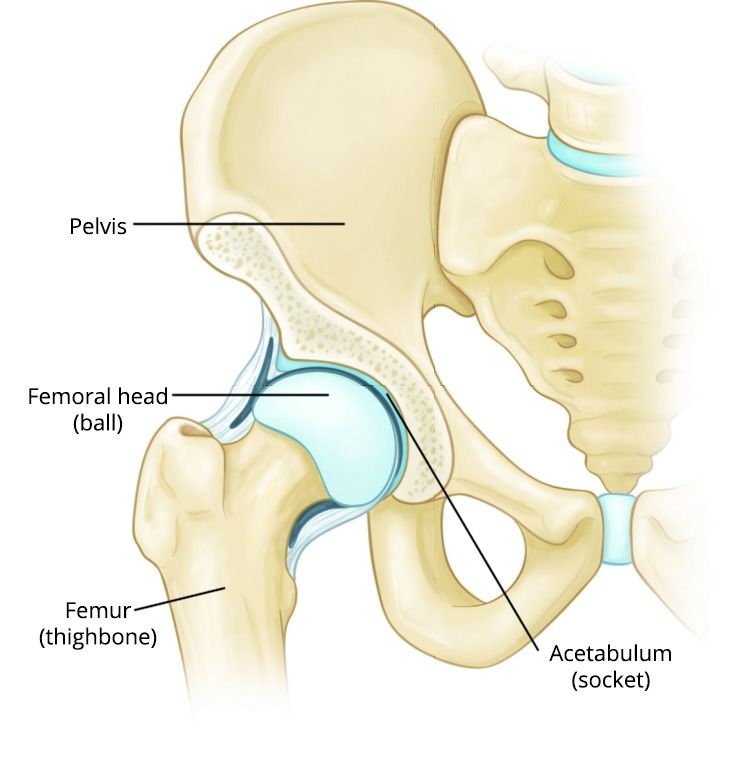 Pelvis
Femoral head
(ball)
Femur
(thighbone)
Acetabulum
(socket)